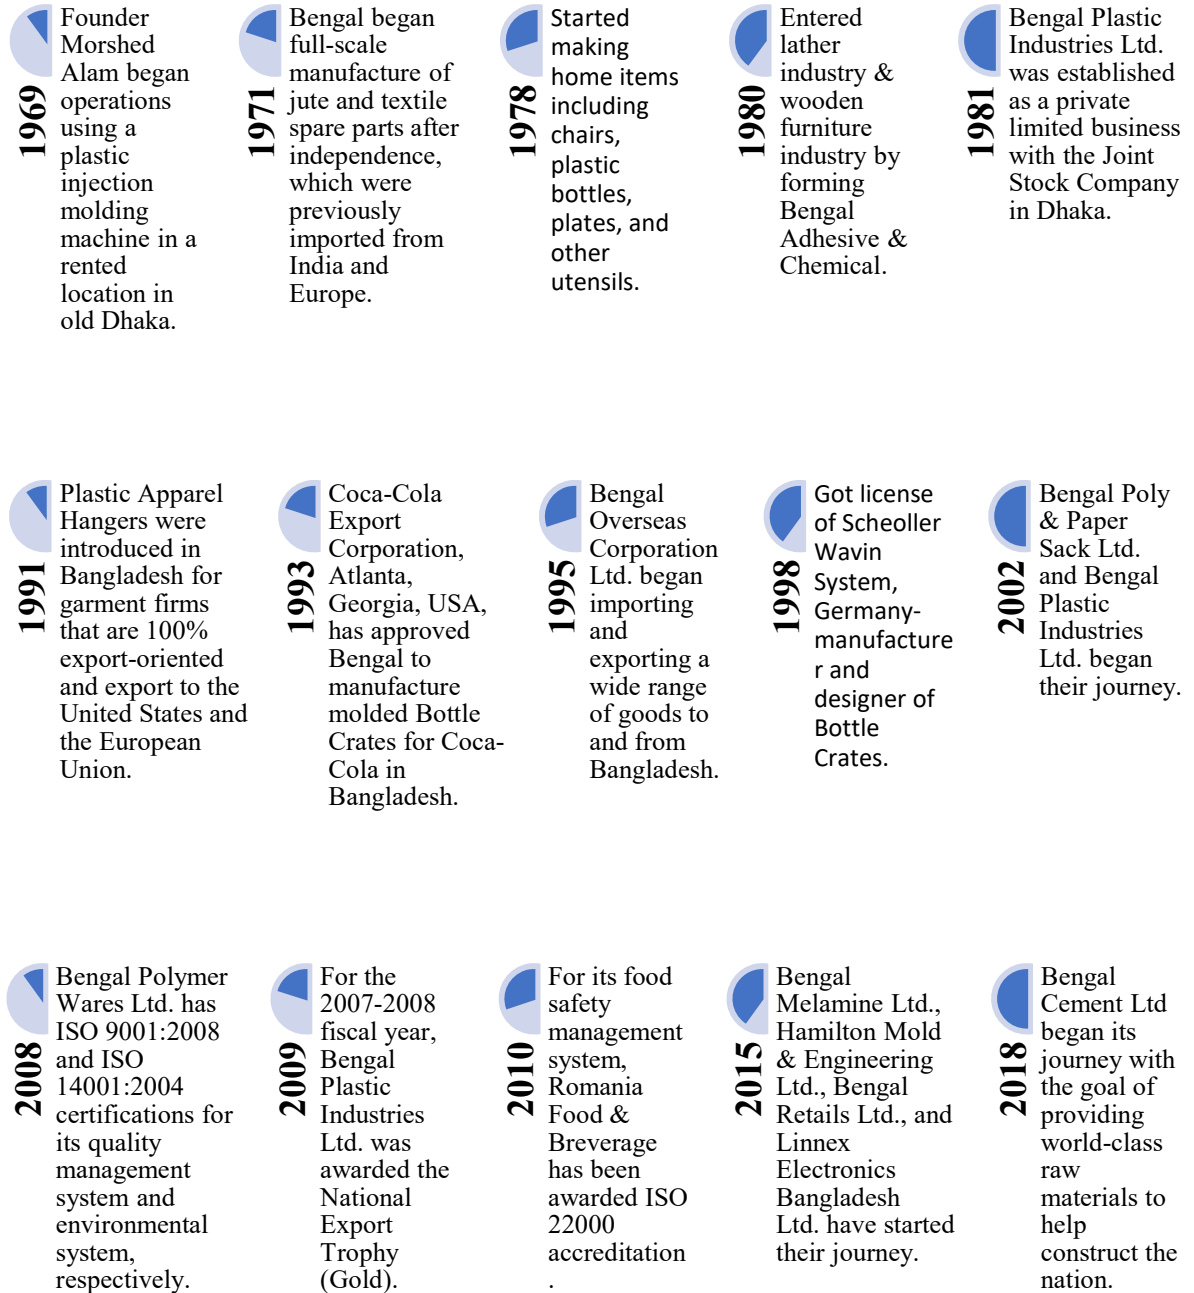 1969
Founder
Morshed
Alam began
operations
using a
plastic
injection
molding
machine in a
rented
location in
old Dhaka.
1971
Bengal began
full-scale
manufacture of
jute and textile
spare parts after
independence,
which were
previously
imported from
India and
Europe.
1978
Started
making
home items
including
chairs,
plastic
bottles,
plates, and
other
utensils.
1980
Entered
lather
industry &
wooden
furniture
industry by
forming
Bengal
Adhesive &
Chemical.
1981
Bengal Plastic
Industries Ltd.
was established
as a private
limited business
with the Joint
Stock Company
in Dhaka.
1991
Plastic Apparel
Hangers were
introduced in
Bangladesh for
garment firms
that are 100%
export-oriented
and export to the
United States and
the European
Union.
1993
Coca-Cola
Export
Corporation,
Atlanta,
Georgia, USA,
has approved
Bengal to
manufacture
molded Bottle
Crates for Coca-
Cola in
Bangladesh.
1995
Bengal
Overseas
Corporation
Ltd. began
importing
and
exporting a
wide range
of goods to
and from
Bangladesh.
1998
Got license
of Scheoller
Wavin
System,
Germany-
manufacture
r and
designer of
Bottle
Crates.
2002
Bengal Poly
& Paper
Sack Ltd.
and Bengal
Plastic
Industries
Ltd. began
their journey.
2008
Bengal Polymer
Wares Ltd. has
ISO 9001:2008
and ISO
14001:2004
certifications for
its quality
management
system and
environmental
system,
respectively.
2009
For the
2007-2008
fiscal year,
Bengal
Plastic
Industries
Ltd. was
awarded the
National
Export
Trophy
(Gold).
2010
For its food
safety
management
system,
Romania
Food &
Breverage
has been
awarded ISO
22000
accreditation
.
2015
Bengal
Melamine Ltd.,
Hamilton Mold
& Engineering
Ltd., Bengal
Retails Ltd., and
Linnex
Electronics
Bangladesh
Ltd. have started
their journey.
2018
Bengal
Cement Ltd
began its
journey with
the goal of
providing
world-class
raw
materials to
help
construct the
nation.